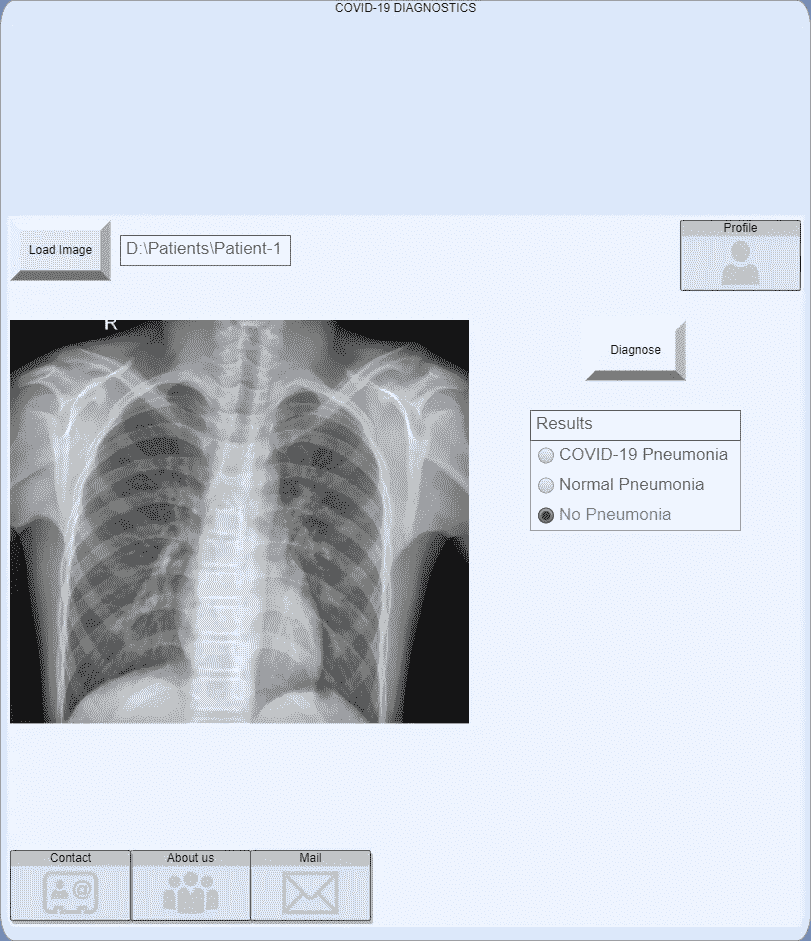 COVID-19 DIAGNOSTICS
Load Image
D:\Patients\Patient-1
Profile
R
Diagnose
Results
COVID-19 Pneumonia
Normal Pneumonia
No Pneumonia
Contact
About us
Mail
@